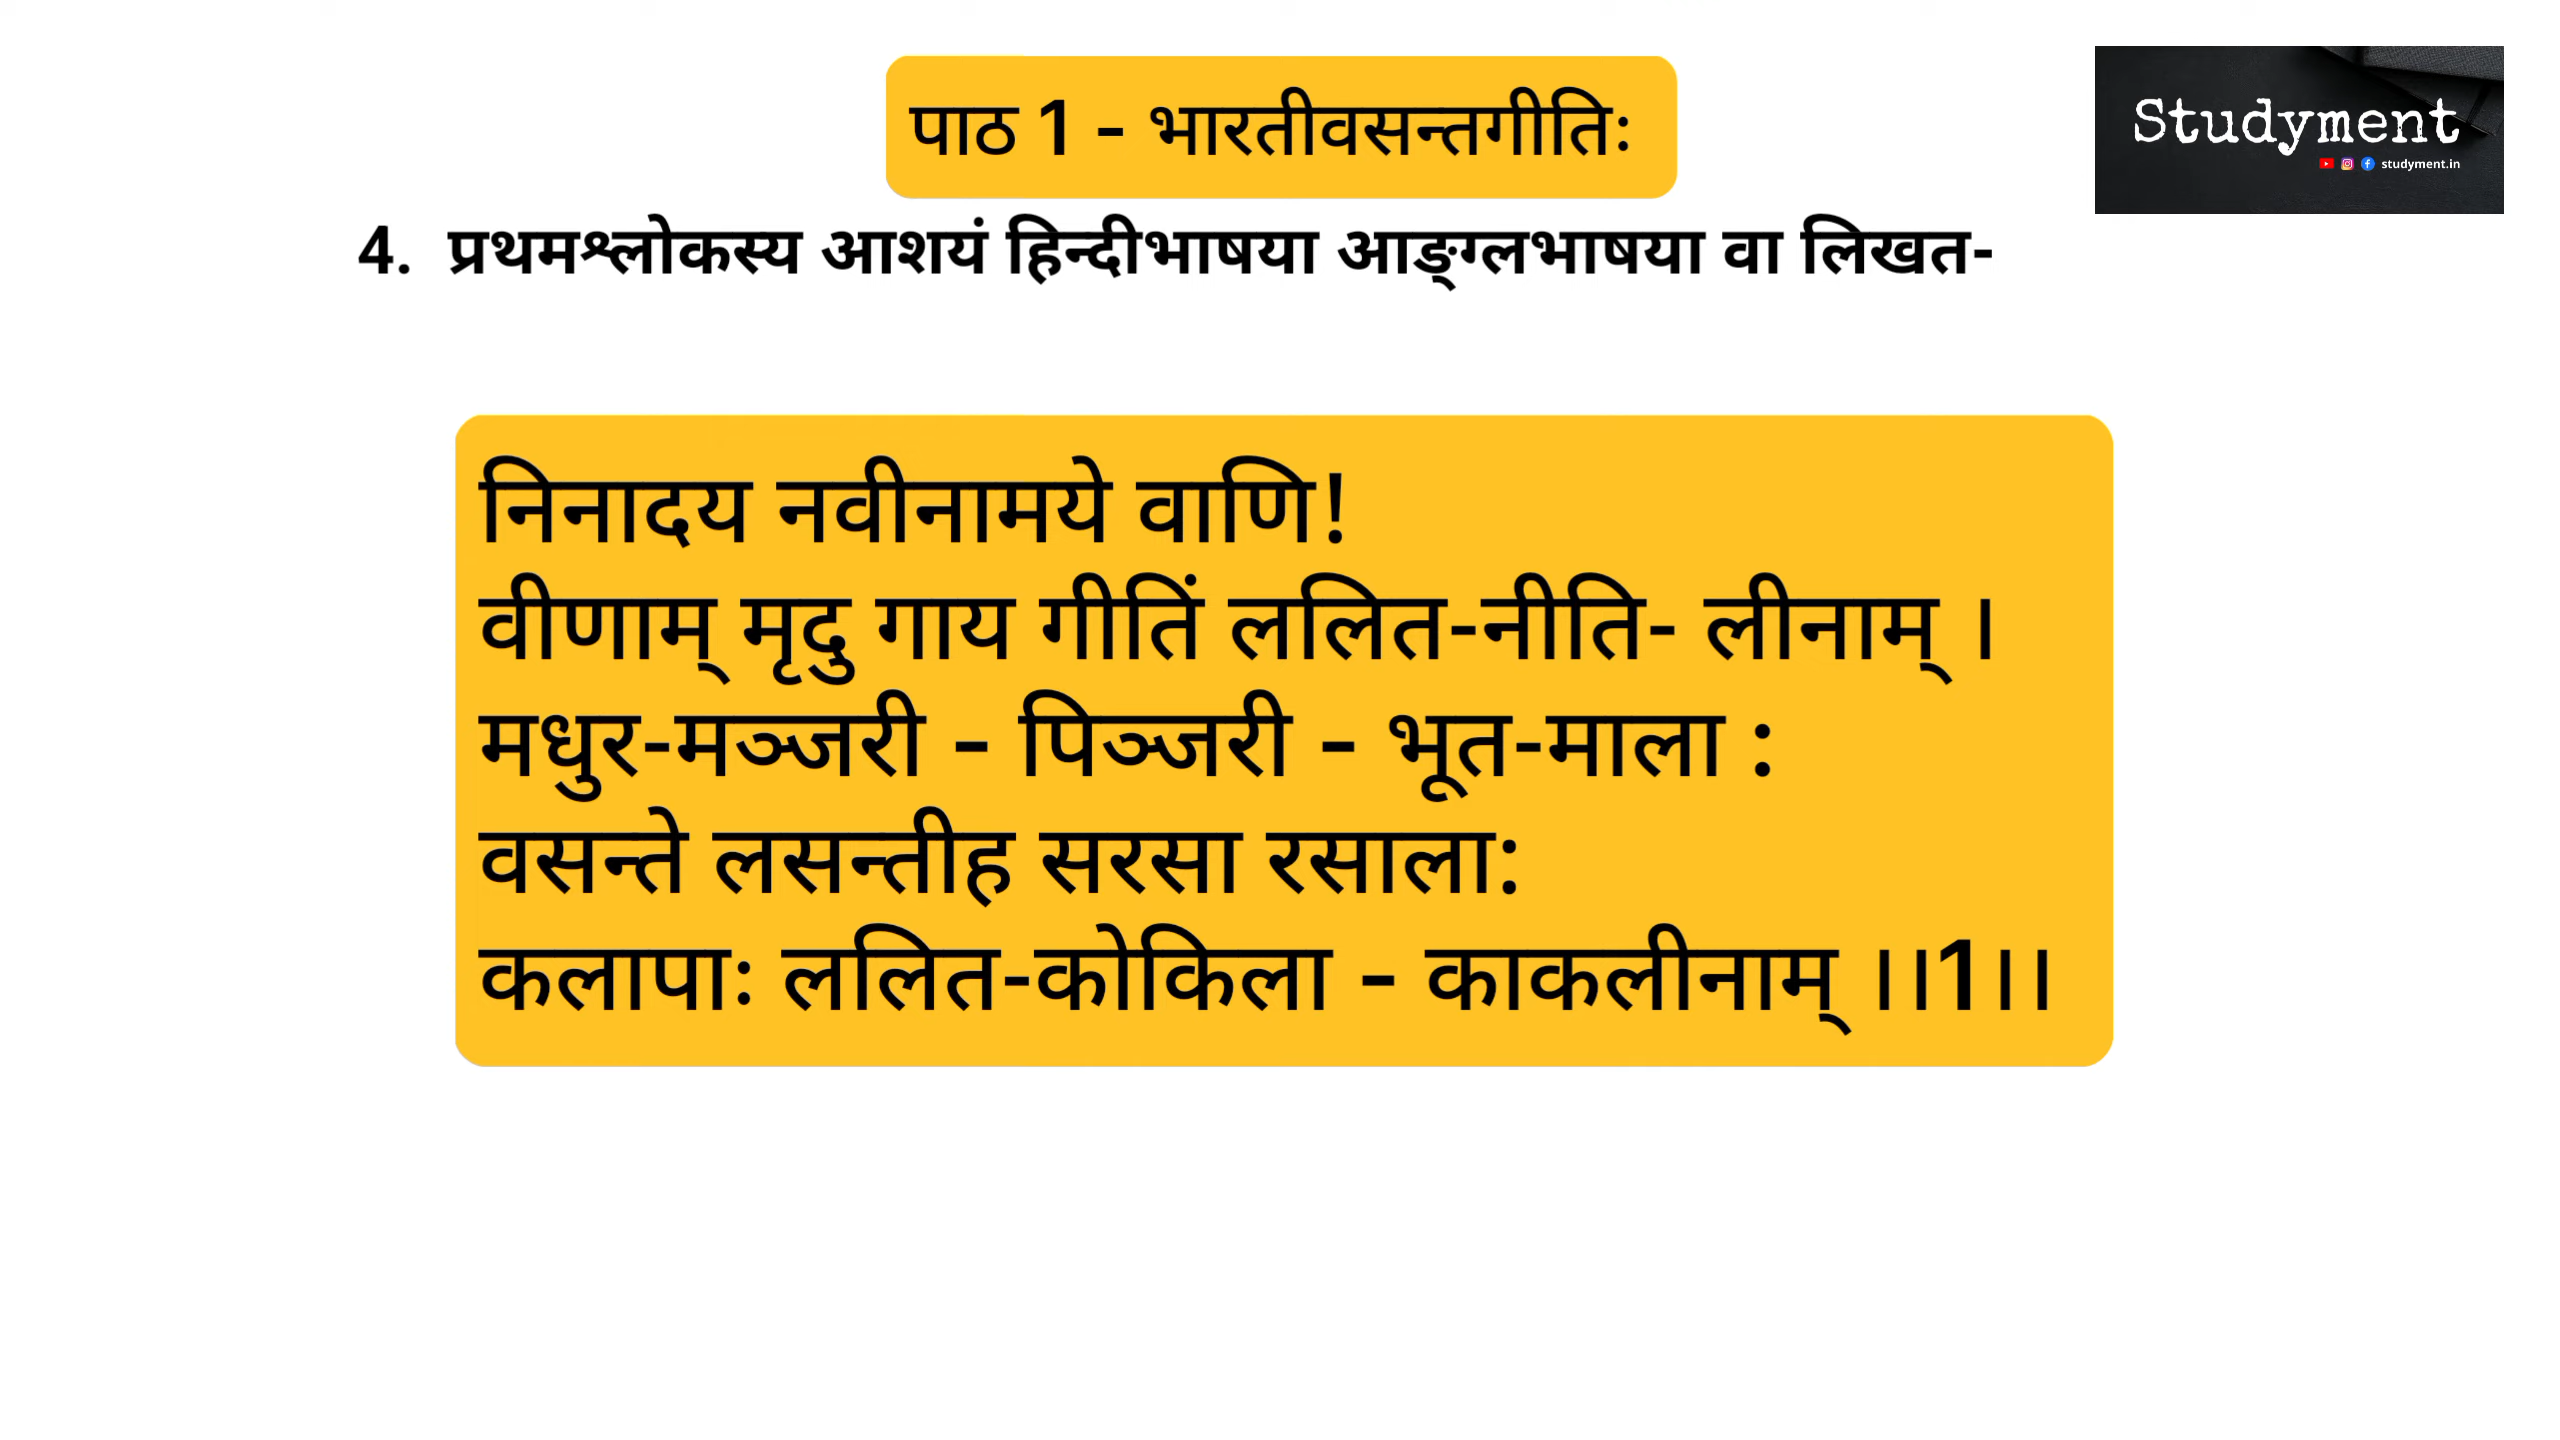 पाठ 1 - भारतीवसन्तगीतिः
Studyment
studyment.in
4. प्रथमश्लोकस्य आशयं हिन्दीभाषया आङ्ग्लभाषया वा लिखत-
निनादय नवीनामये वाणि!
वीणाम् मृदु गाय गीतिं ललित-नीति- लीनाम् ।
मधुर-मञ्जरी - पिञ्जरी - भूत-माला :
वसन्ते लसन्तीह सरसा रसाला:
कलापाः ललित-कोकिला - काकलीनाम् ।।1।।